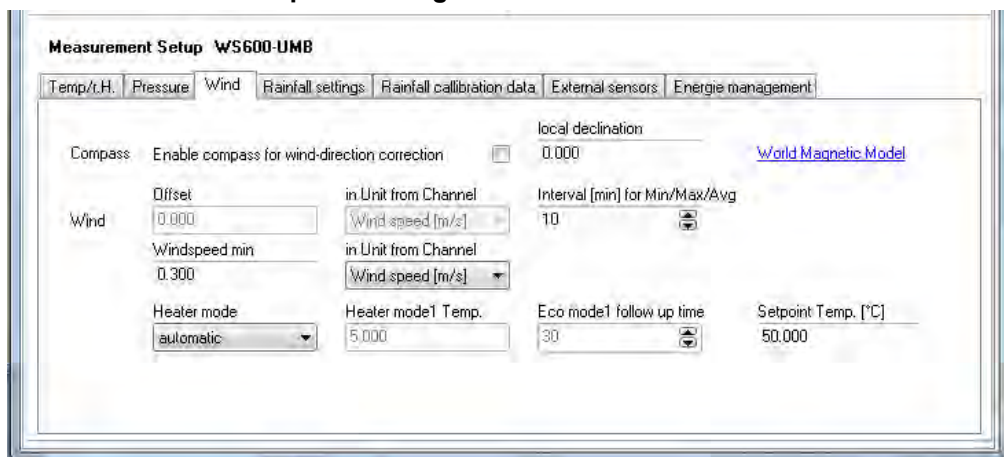 Measurement Setup WS600-UMB
Temp/r.H. Pressure Wind Rainfall settings Rainfall callibration data External sensors Energie management
local declination
Compass Enable compass for wind-direction correction 0.000 World Magnetic Model
Offset in Unit from Channel Interval [min] for Min/Max/Avg
Wind 0.000 Wind speed [m/s] 10
Windspeed min in Unit from Channel
0.300 Wind speed [m/s]
Heater mode Heater mode1 Temp. Eco mode1 follow up time Setpoint Temp. [°C]
automatic 5.000 30 50.000